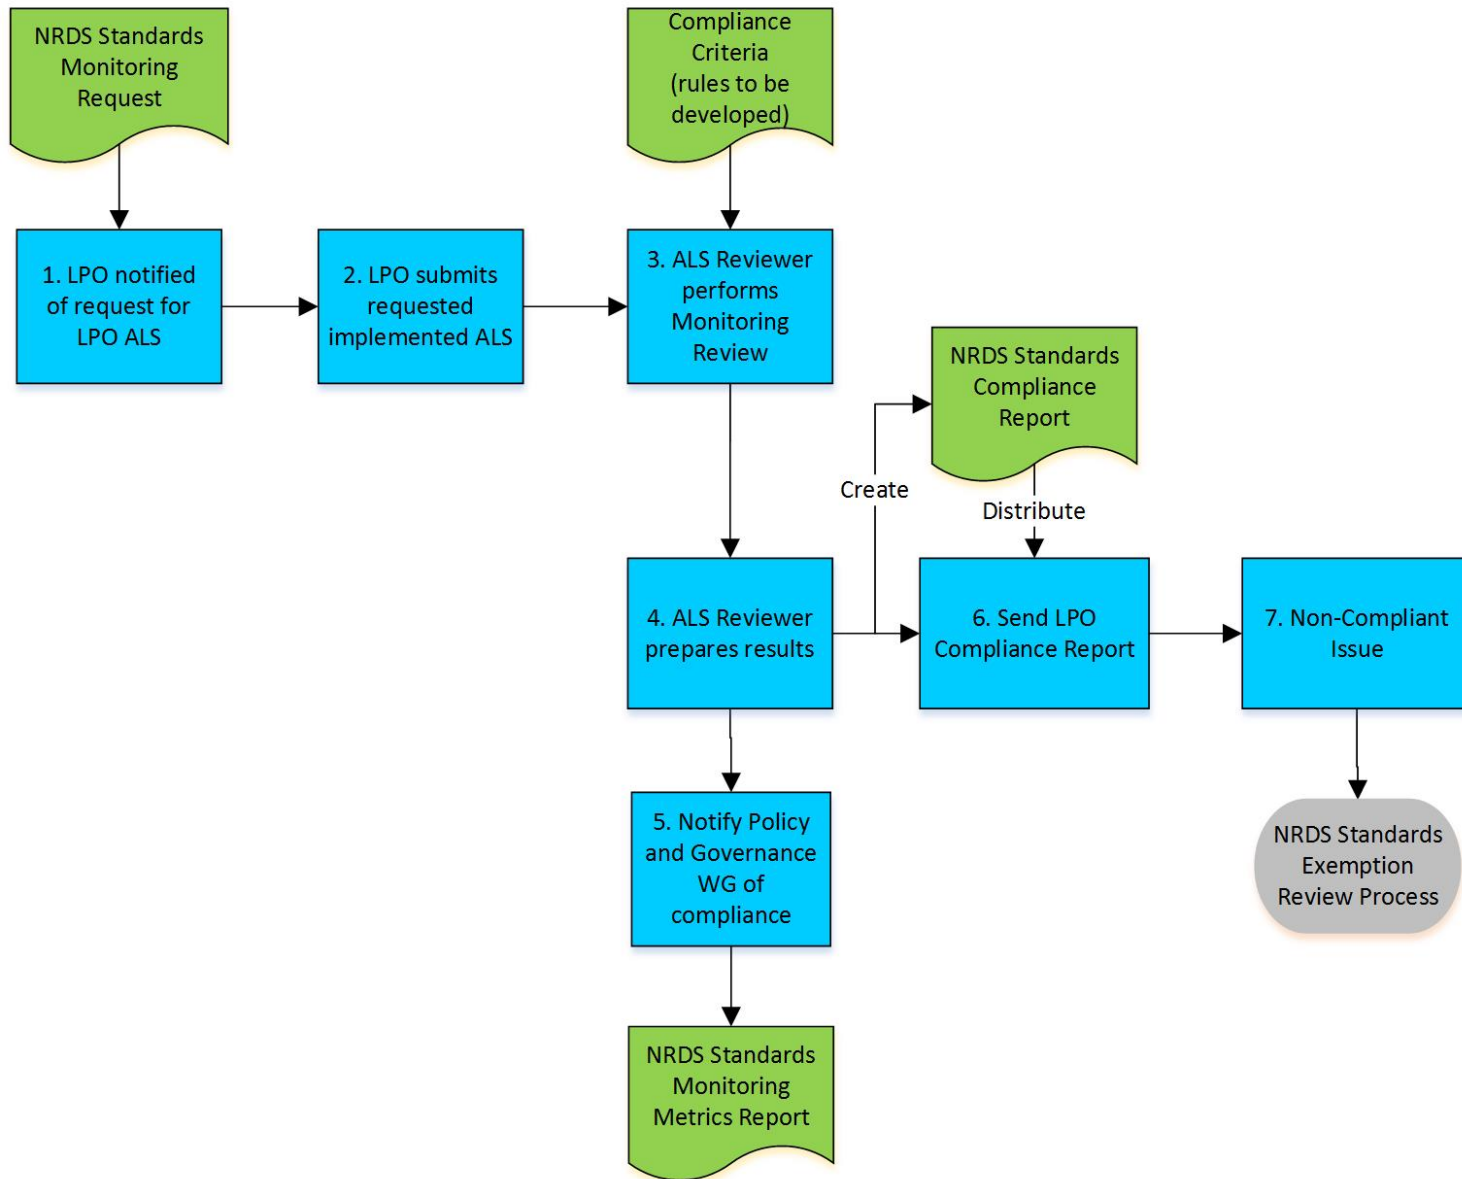 NRDS Standards
Monitoring
Request
Compliance
Criteria
(rules to be
developed)
1. LPO notified
of request for
LPO ALS
2. LPO submits
requested
implemented ALS
3. ALS Reviewer
performs
Monitoring
Review
NRDS Standards
Compliance
Report
Create
Distribute
4. ALS Reviewer
prepares results
6. Send LPO
Compliance Report
7. Non-Compliant
Issue
5. Notify Policy
and Governance
WG of
compliance
NRDS Standards
Exemption
Review Process
NRDS Standards
Monitoring
Metrics Report